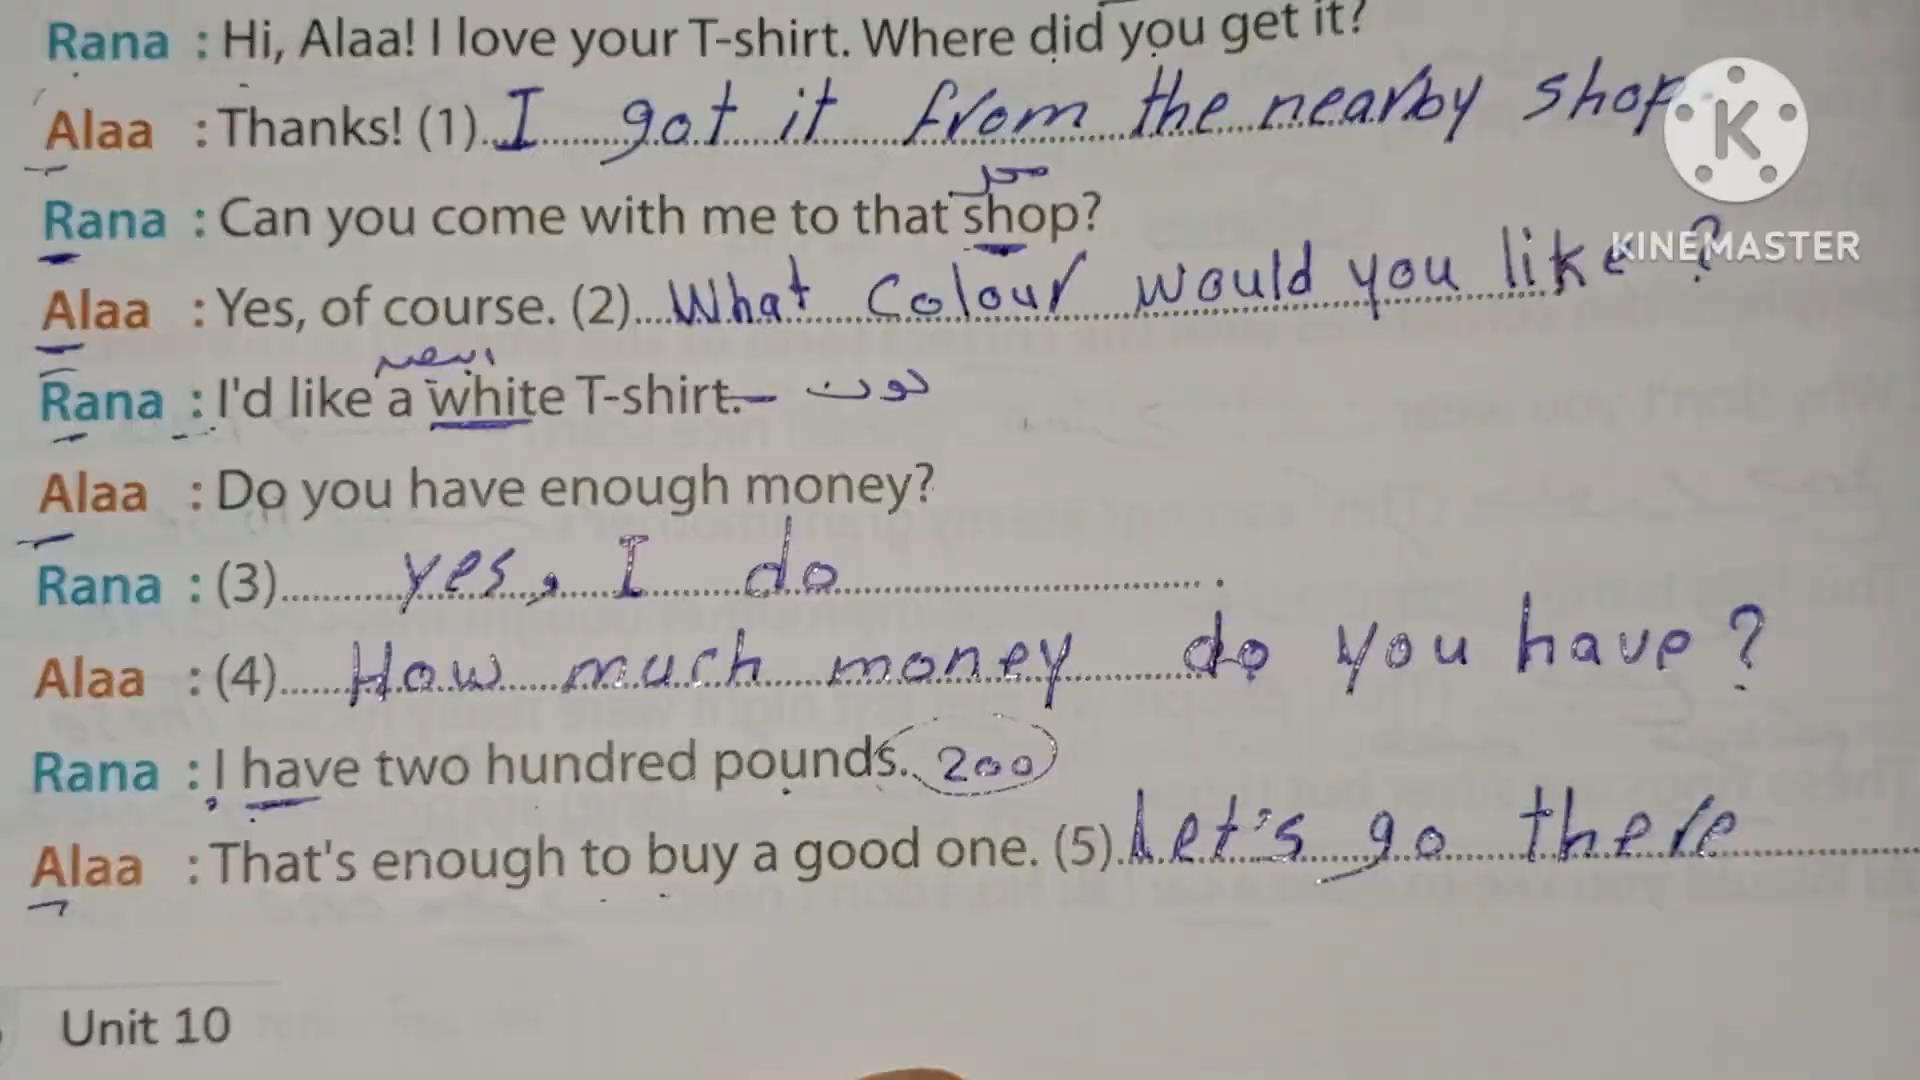 Rana : Hi, Alaa! I love your T-shirt. Where did you get it?
Alaa : Thanks! (1) I got it from the nearby shop
محل
Rana : Can you come with me to that shop?
Alaa : Yes, of course. (2) What Colour would you like ?
ابيض
Rana : I'd like a white T-shirt. – لون
Alaa : Do you have enough money?
Rana : (3) yes, I do .
Alaa : (4) How much money do you have ?
Rana : I have two hundred pounds. 200
Alaa : That's enough to buy a good one. (5) Let's go there
Unit 10
K
KINEMASTER